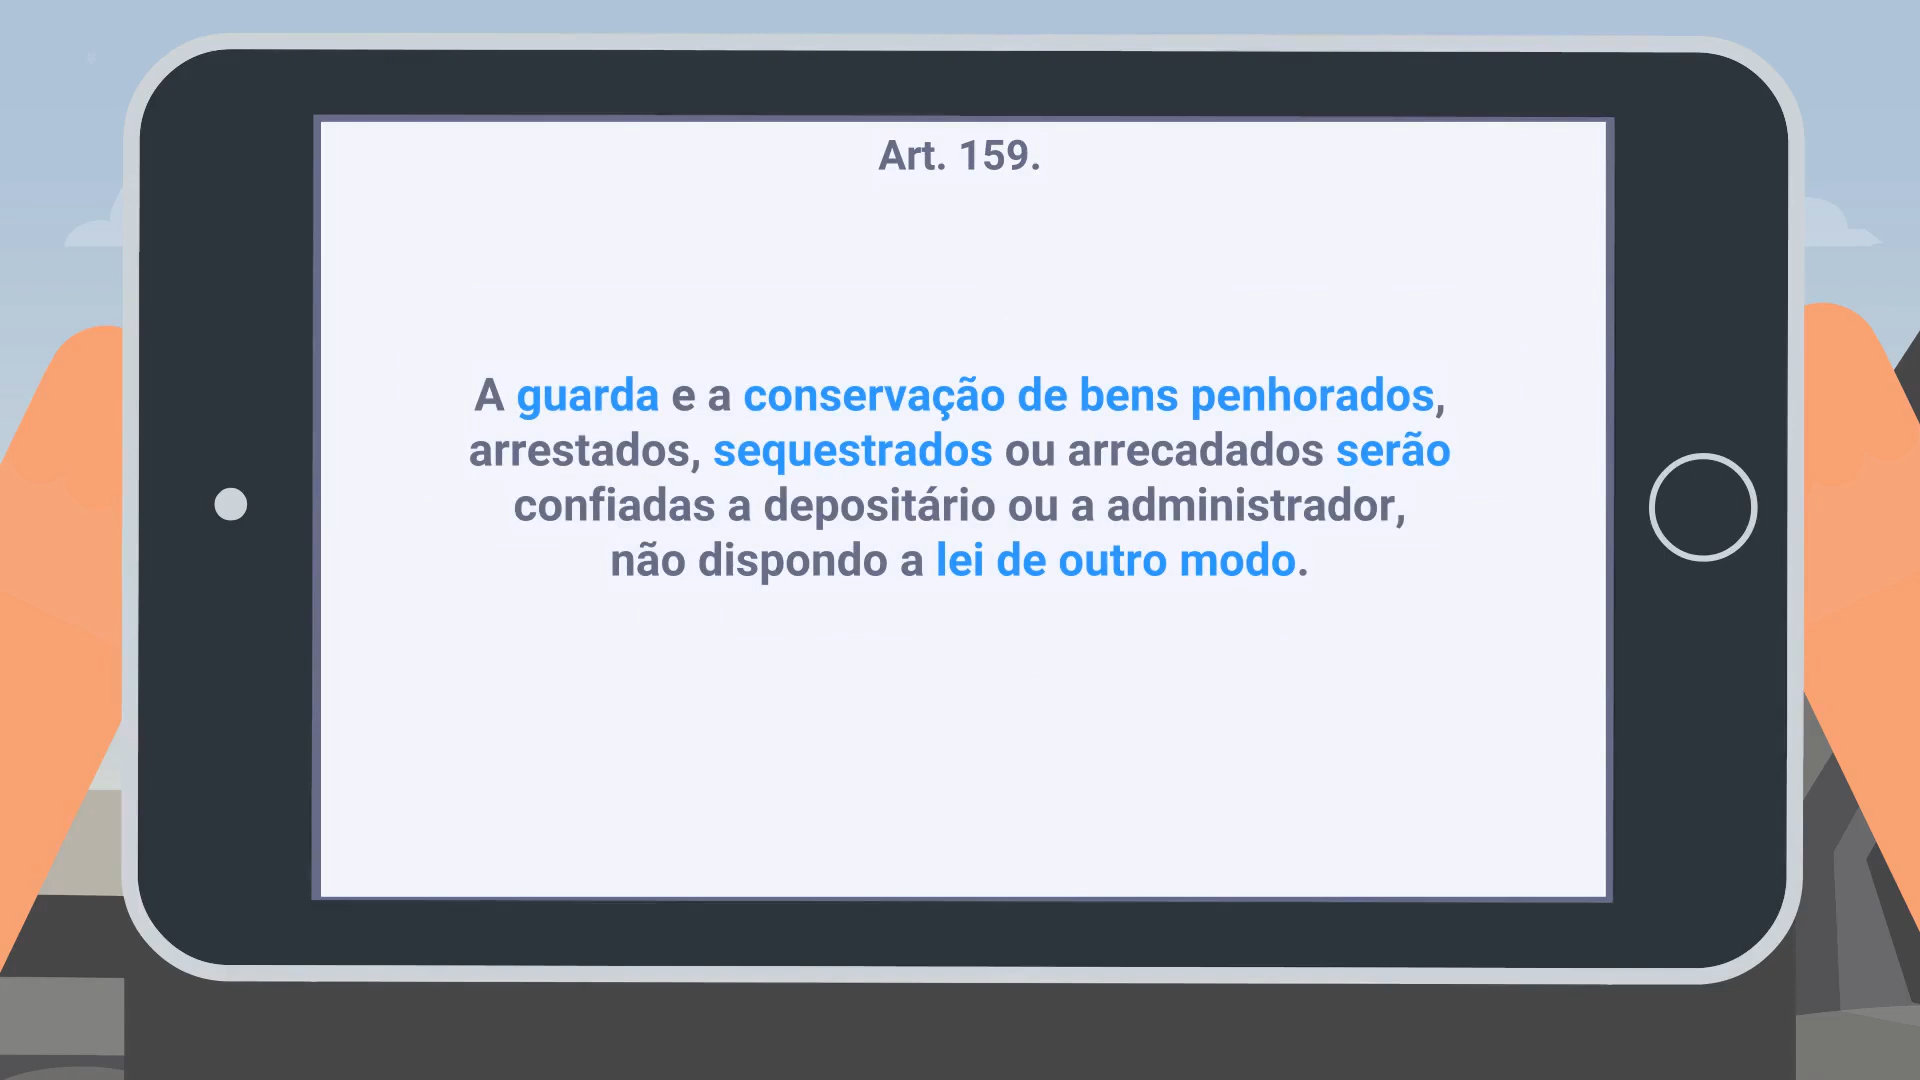 Art. 159.
A guarda e a conservação de bens penhorados,
arrestados, sequestrados ou arrecadados serão
confiadas a depositário ou a administrador,
não dispondo a lei de outro modo.